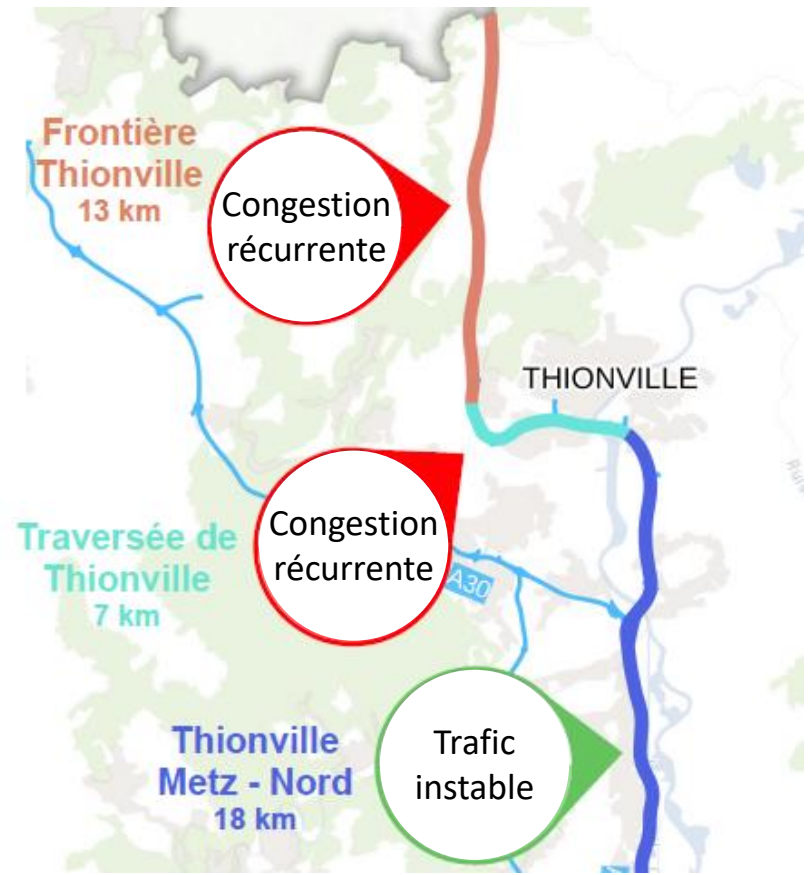 Frontière
Thionville
13 km
Congestion
récurrente
THIONVILLE
Traversée de
Thionville
7 km
Congestion
récurrente
A30
Thionville
Metz - Nord
18 km
Trafic
instable